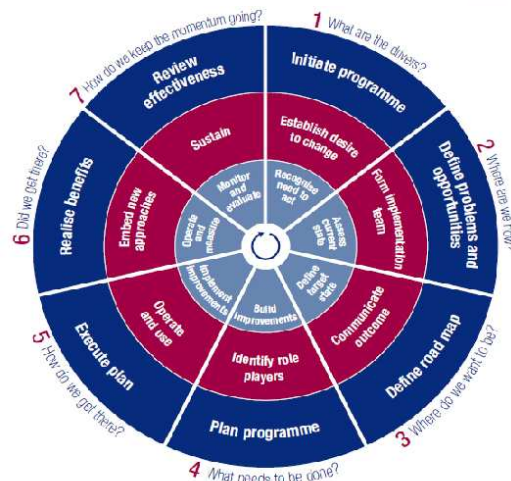 1 What are the drivers?
Initiate programme
Establish desire
to change
Recognise
need to
act
2 Where are we now?
Define problems and
opportunities
Form implementation
team
Assess
current
state
3 Where do we want to be?
Define road map
Communicate
outcome
Define
target
state
4 What needs to be done?
Plan programme
Identify role
players
Build
improvements
5 How do we get there?
Execute plan
Operate
and use
Implement
improvements
6 Did we get there?
Realise benefits
Embed new
approaches
Operate
and
measure
7 How do we keep the momentum going?
Review
effectiveness
Sustain
Monitor
and
evaluate